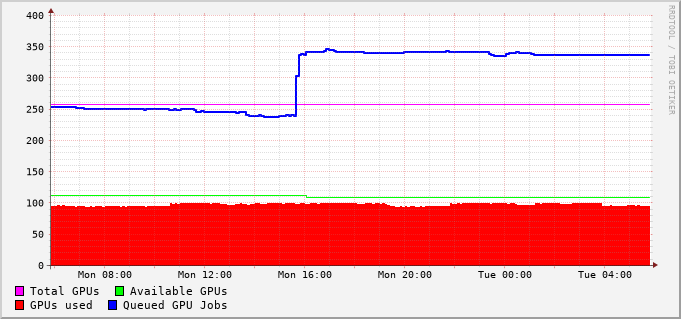 400
350
300
250
200
150
100
50
0
Mon 08:00 Mon 12:00 Mon 16:00 Mon 20:00 Tue 00:00 Tue 04:00
Total GPUs Available GPUs
GPUs used Queued GPU Jobs
RRDTOOL / TOBI OETIKER